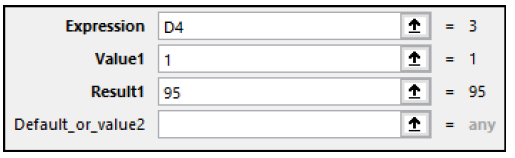 Expression D4 = 3
Value1 1 = 1
Result1 95 = 95
Default_or_value2 = any